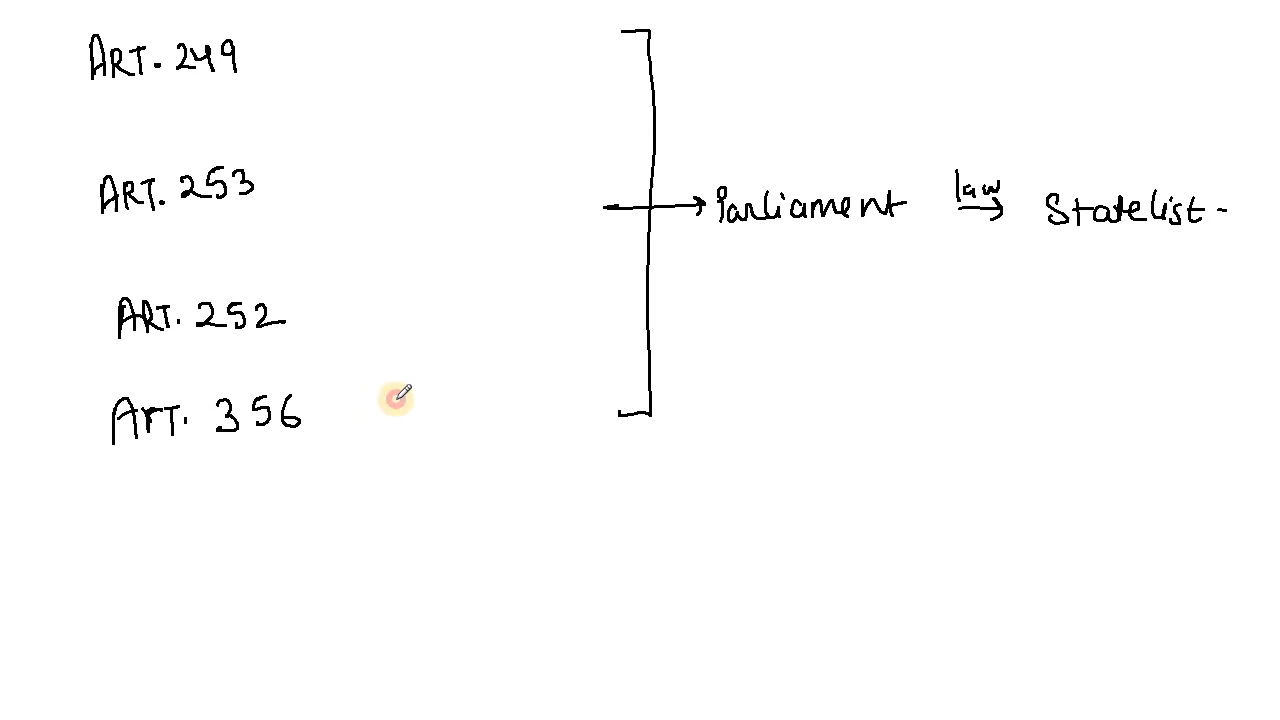 ART. 249
ART. 253
Parliament law → Statelist -
ART. 252
ArT. 356